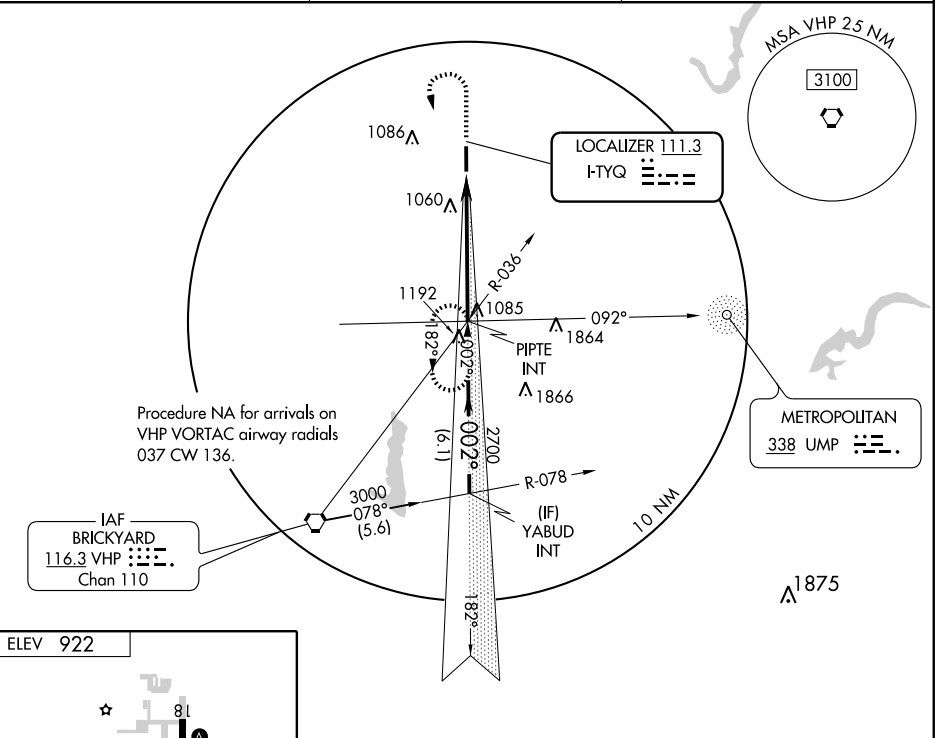 MSA VHP 25 NM
3100
1086
LOCALIZER 111.3
I-TYQ
1060
R-036
1192
1085
092°
1864
182°
002°
PIPTE
INT
1866
Procedure NA for arrivals on
VHP VORTAC airway radials
037 CW 136.
METROPOLITAN
338 UMP
002°
(6.1)
2700
R-078
3000
078°
(5.6)
(IF)
YABUD
INT
10 NM
IAF
BRICKYARD
116.3 VHP
Chan 110
1875
182°
ELEV 922
18
A